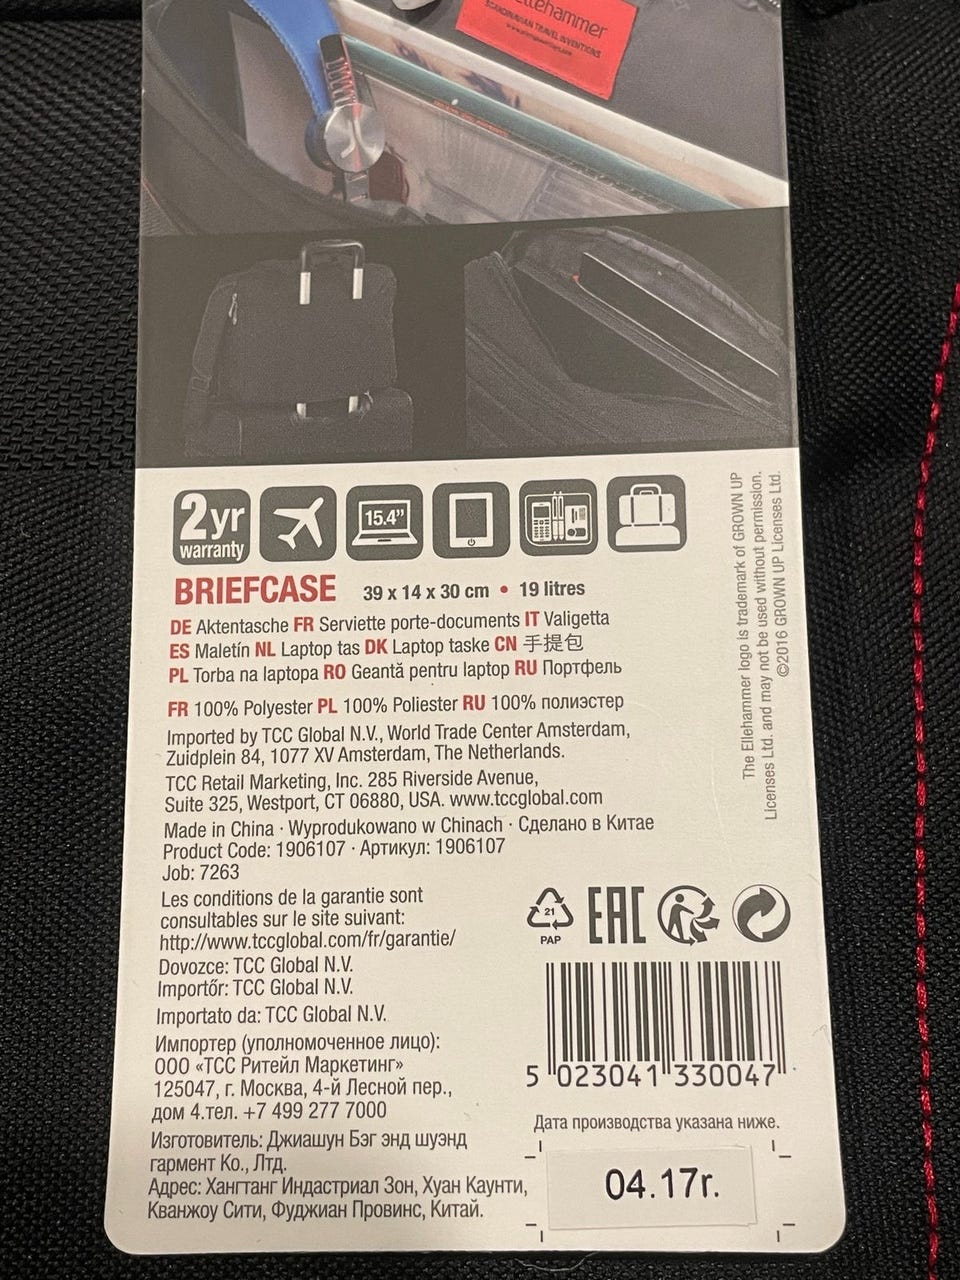 Ellehammer
SCANDINAVIAN TRAVEL INVENTIONS
2yr
warranty
15.4”
BRIEFCASE 39 x 14 x 30 cm • 19 litres
DE Aktentasche FR Serviette porte-documents IT Valigetta
ES Maletín NL Laptop tas DK Laptop taske CN 手提包
PL Torba na laptopa RO Geantă pentru laptop RU Портфель
FR 100% Polyester PL 100% Poliester RU 100% полиэстер
Imported by TCC Global N.V., World Trade Center Amsterdam,
Zuidplein 84, 1077 XV Amsterdam, The Netherlands.
TCC Retail Marketing, Inc. 285 Riverside Avenue,
Suite 325, Westport, CT 06880, USA. www.tccglobal.com
Made in China · Wyprodukowano w Chinach · Сделано в Китае
Product Code: 1906107 · Артикул: 1906107
Job: 7263
Les conditions de la garantie sont
consultables sur le site suivant:
http://www.tccglobal.com/fr/garantie/
Dovozce: TCC Global N.V.
Importőr: TCC Global N.V.
Importato da: TCC Global N.V.
Импортер (уполномоченное лицо):
ООО «ТСС Ритейл Маркетинг»
125047, г. Москва, 4-й Лесной пер.,
дом 4.тел. +7 499 277 7000
Изготовитель: Джиашун Бэг энд шуэнд
гармент Ко., Лтд.
Адрес: Хангтанг Индастриал Зон, Хуан Каунти,
Кванжоу Сити, Фуджиан Провинс, Китай.
The Ellehammer logo is trademark of GROWN UP
Licenses Ltd. and may not be used without permission.
©2016 GROWN UP Licenses Ltd.
21
PAP
EAC
5 023041 330047
Дата производства указана ниже.
04.17г.